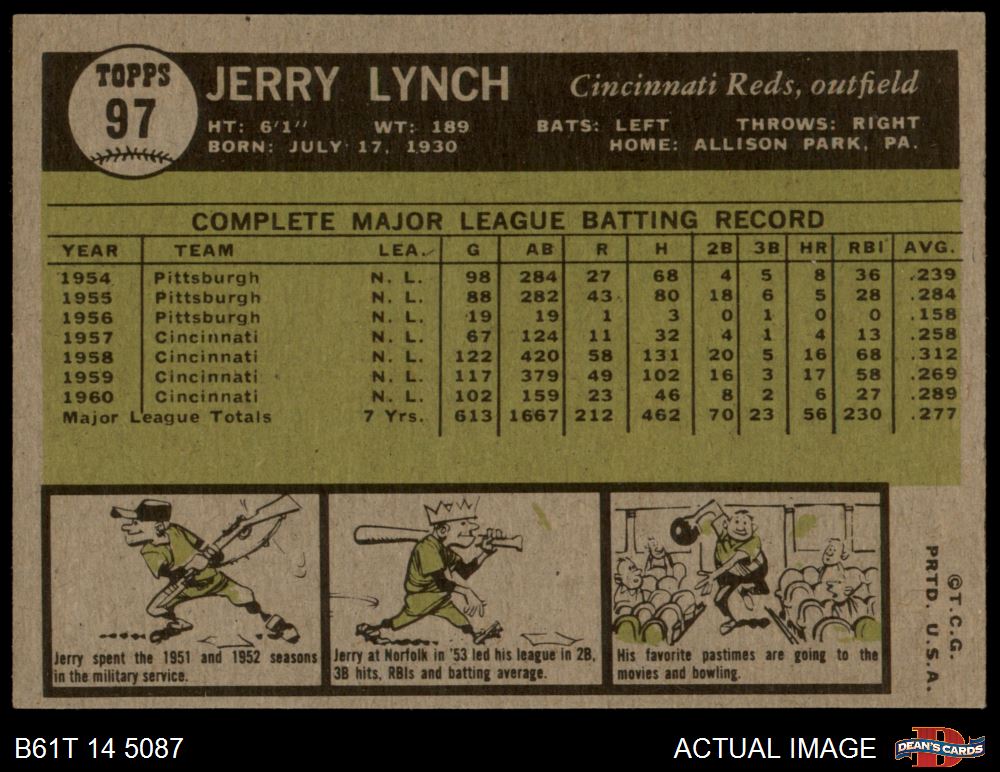 TOPPS
97
JERRY LYNCH
Cincinnati Reds, outfield
HT: 6'1" WT: 189 BATS: LEFT THROWS: RIGHT
BORN: JULY 17, 1930 HOME: ALLISON PARK, PA.
COMPLETE MAJOR LEAGUE BATTING RECORD
YEAR TEAM LEA. G AB R H 2B 3B HR RBI AVG.
1954 Pittsburgh N. L. 98 284 27 68 4 5 8 36 .239
1955 Pittsburgh N. L. 88 282 43 80 18 6 5 28 .284
1956 Pittsburgh N. L. 19 19 1 3 0 1 0 0 .158
1957 Cincinnati N. L. 67 124 11 32 4 1 4 13 .258
1958 Cincinnati N. L. 122 420 58 131 20 5 16 68 .312
1959 Cincinnati N. L. 117 379 49 102 16 3 17 58 .269
1960 Cincinnati N. L. 102 159 23 46 8 2 6 27 .289
Major League Totals 7 Yrs. 613 1667 212 462 70 23 56 230 .277
Jerry spent the 1951 and 1952 seasons
in the military service.
Jerry at Norfolk in '53 led his league in 2B,
3B hits, RBIs and batting average.
His favorite pastimes are going to the
movies and bowling.
©T.C.G.
PRTD. U.S.A.
B61T 14 5087
ACTUAL IMAGE
D
DEAN'S CARDS